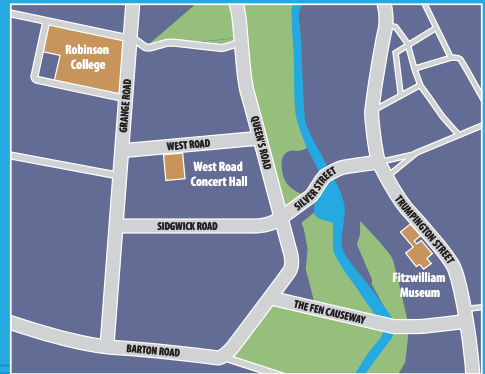 Robinson
College
GRANGE ROAD
QUEEN'S ROAD
WEST ROAD
West Road
Concert Hall
SILVER STREET
TRUMPINGTON STREET
SIDGWICK ROAD
Fitzwilliam
Museum
THE FEN CAUSEWAY
BARTON ROAD